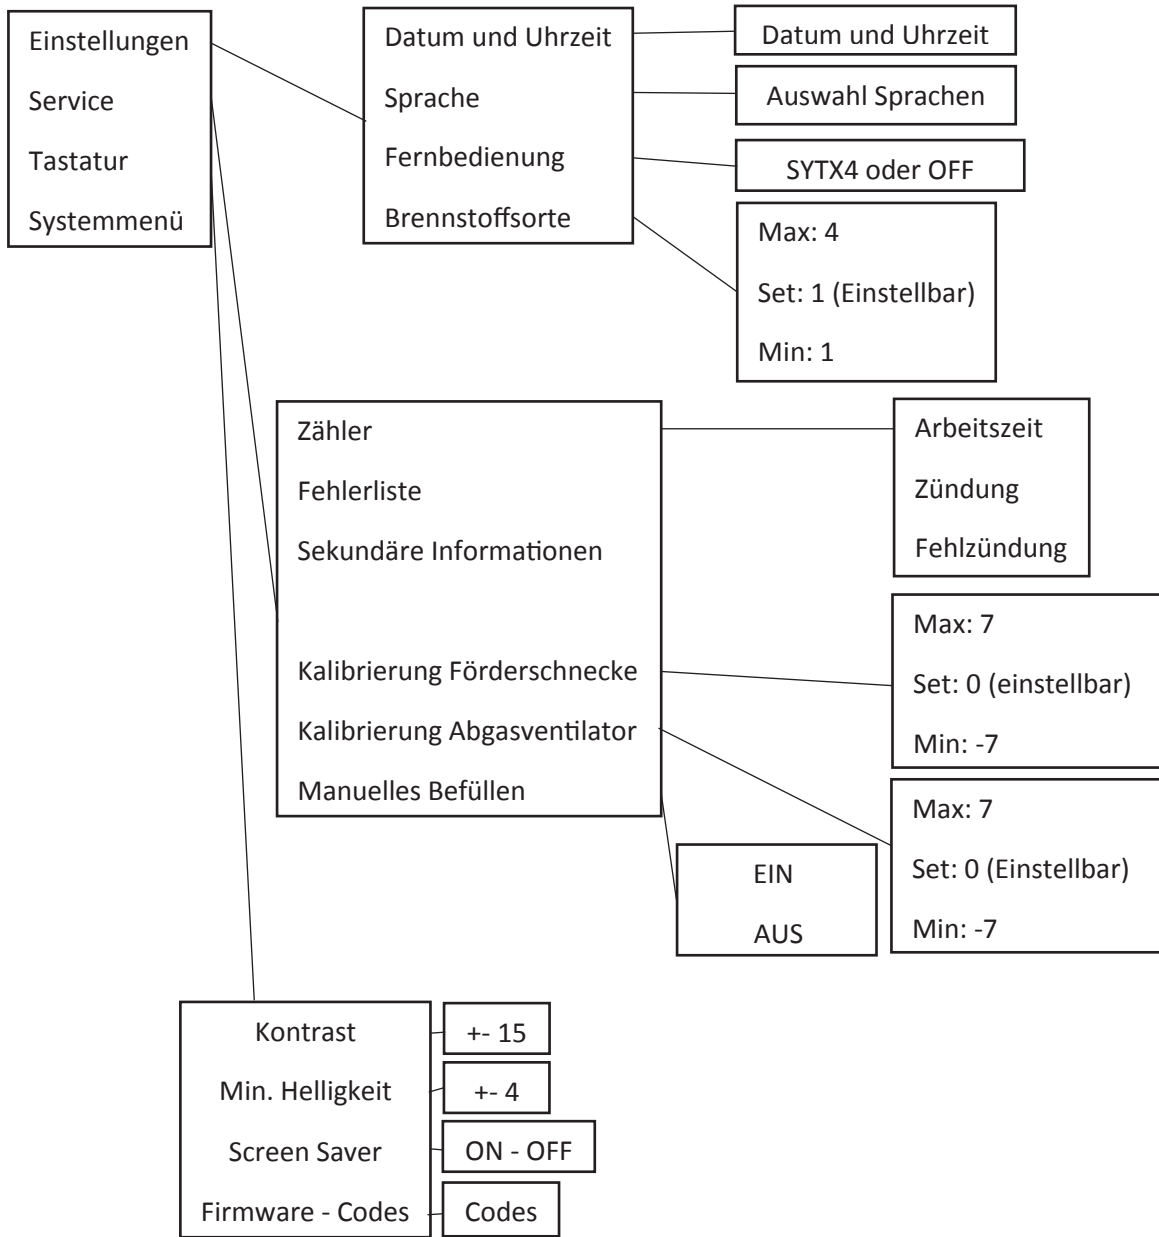 Einstellungen
Service
Tastatur
Systemmenü
Datum und Uhrzeit
Sprache
Fernbedienung
Brennstoffsorte
Datum und Uhrzeit
Auswahl Sprachen
SYTX4 oder OFF
Max: 4
Set: 1 (Einstellbar)
Min: 1
Zähler
Fehlerliste
Sekundäre Informationen
Kalibrierung Förderschnecke
Kalibrierung Abgasventilator
Manuelles Befüllen
Arbeitszeit
Zündung
Fehlzündung
Max: 7
Set: 0 (einstellbar)
Min: -7
Max: 7
Set: 0 (Einstellbar)
Min: -7
EIN
AUS
Kontrast
Min. Helligkeit
Screen Saver
Firmware - Codes
+- 15
+- 4
ON - OFF
Codes